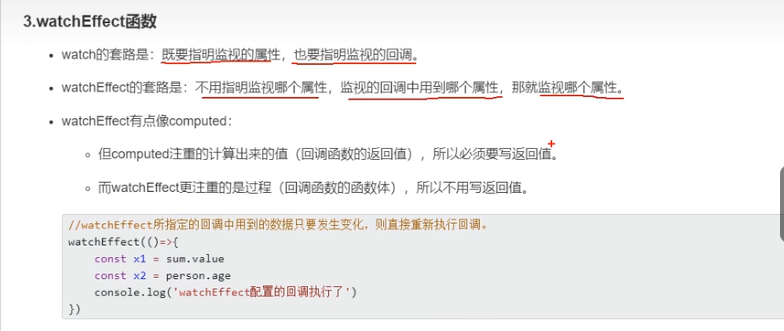 3.watchEffect函数
watch的套路是：既要指明监视的属性，也要指明监视的回调。
watchEffect的套路是：不用指明监视哪个属性，监视的回调中用到哪个属性，那就监视哪个属性。
watchEffect有点像computed：
但computed注重的计算出来的值（回调函数的返回值），所以必须要写返回值。
而watchEffect更注重的是过程（回调函数的函数体），所以不用写返回值。
//watchEffect所指定的回调中用到的数据只要发生变化，则直接重新执行回调。
watchEffect(()=>{
    const x1 = sum.value
    const x2 = person.age
    console.log('watchEffect配置的回调执行了')
})